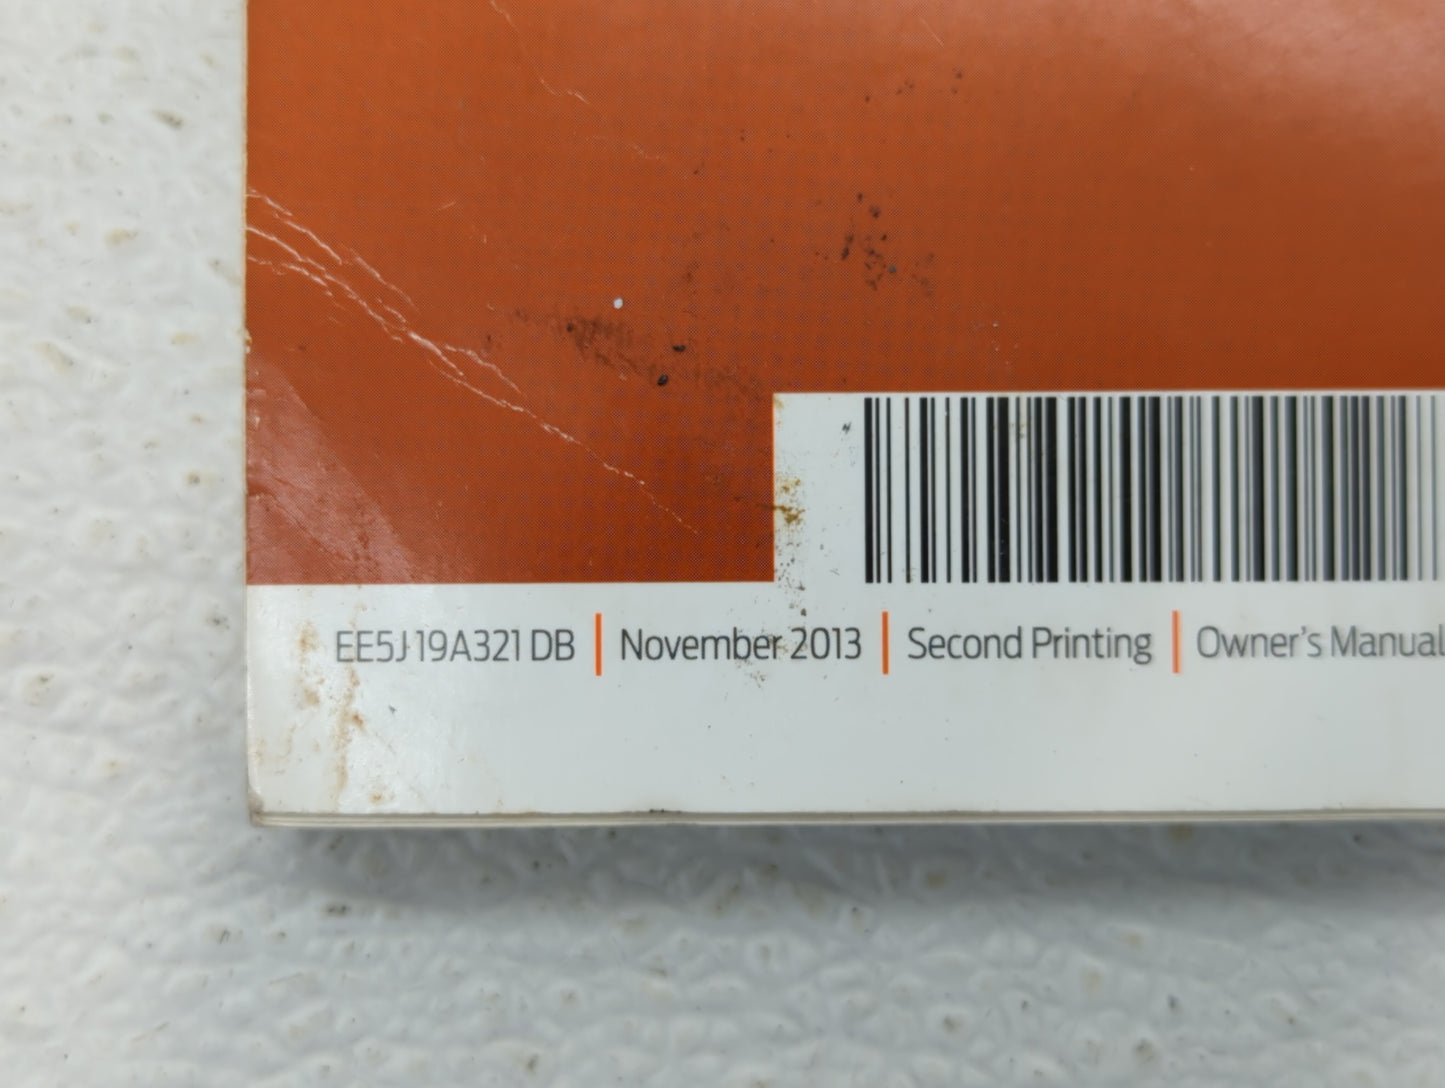 EE5J 19A321 DB | November 2013 | Second Printing | Owner's Manual